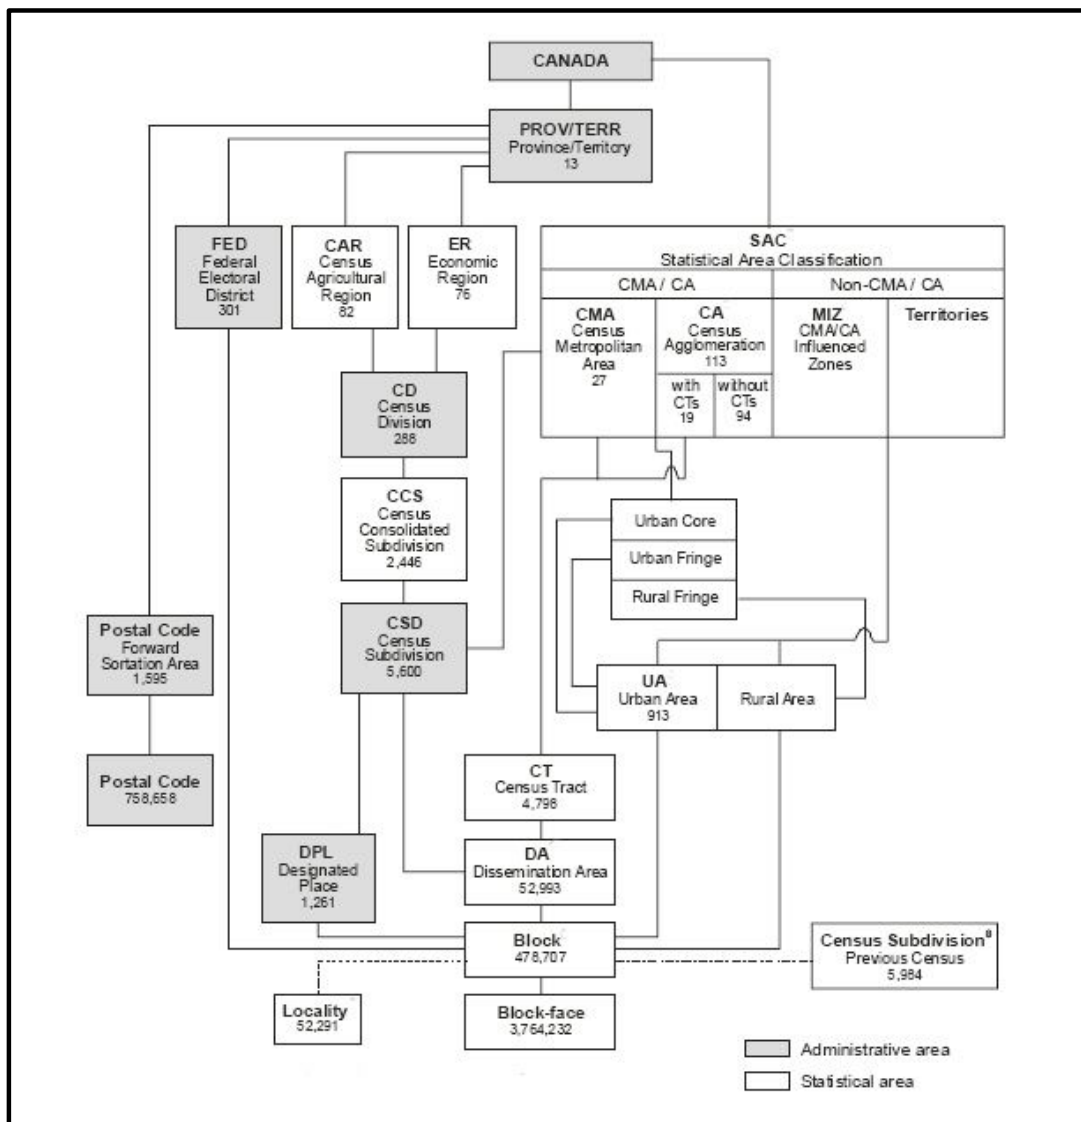 CANADA
PROV/TERR
Province/Territory
13
FED
Federal
Electoral
District
301
CAR
Census
Agricultural
Region
82
ER
Economic
Region
76
SAC
Statistical Area Classification
CMA / CA
Non-CMA / CA
CMA
Census
Metropolitan
Area
27
CA
Census
Agglomeration
113
with
CTs
19
without
CTs
94
MIZ
CMA/CA
Influenced
Zones
Territories
CD
Census
Division
288
CCS
Census
Consolidated
Subdivision
2,446
Urban Core
Urban Fringe
Rural Fringe
Postal Code
Forward
Sortation Area
1,595
CSD
Census
Subdivision
5,600
UA
Urban Area
913
Rural Area
Postal Code
758,658
CT
Census Tract
4,798
DPL
Designated
Place
1,261
DA
Dissemination Area
52,993
Block
478,707
Census Subdivision⁸
Previous Census
5,984
Locality
52,291
Block-face
3,764,232
Administrative area
Statistical area